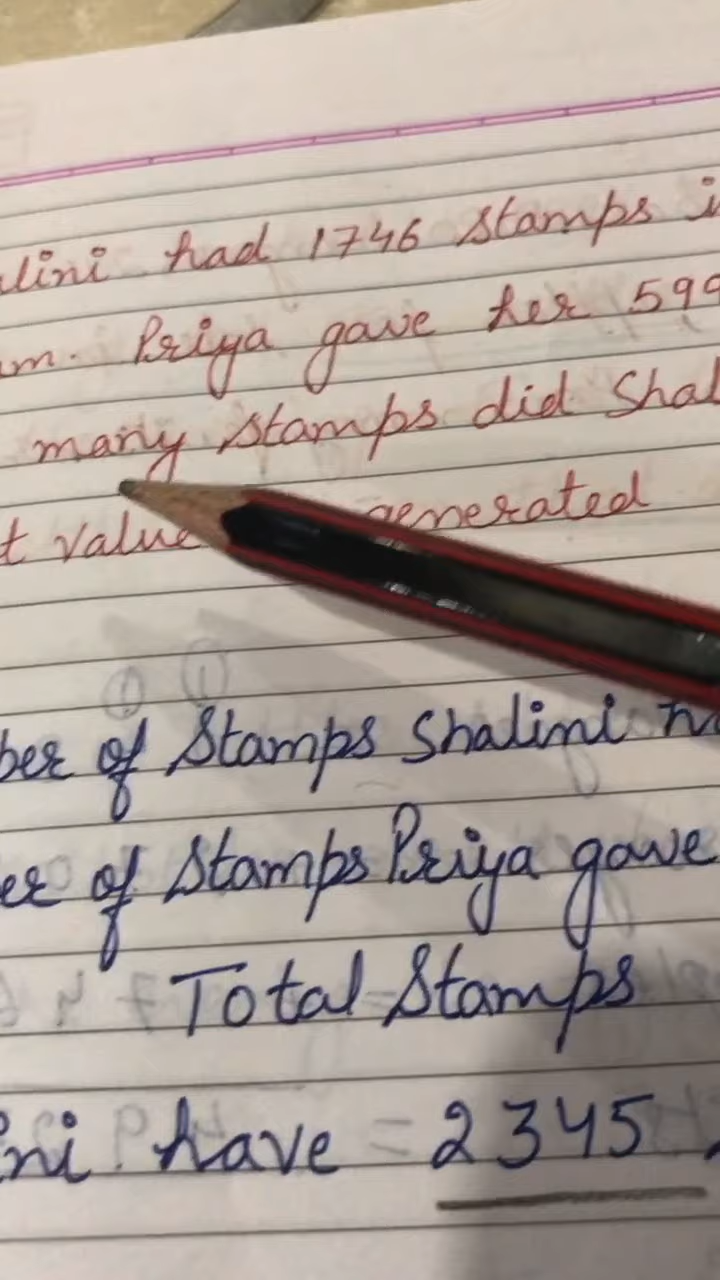 lini had 1746 stamps i
m. Priya gave her 599
many stamps did Shal
t value generated
ber of Stamps Shalini
er of Stamps Priya gave
Total Stamps
ini have = 2345